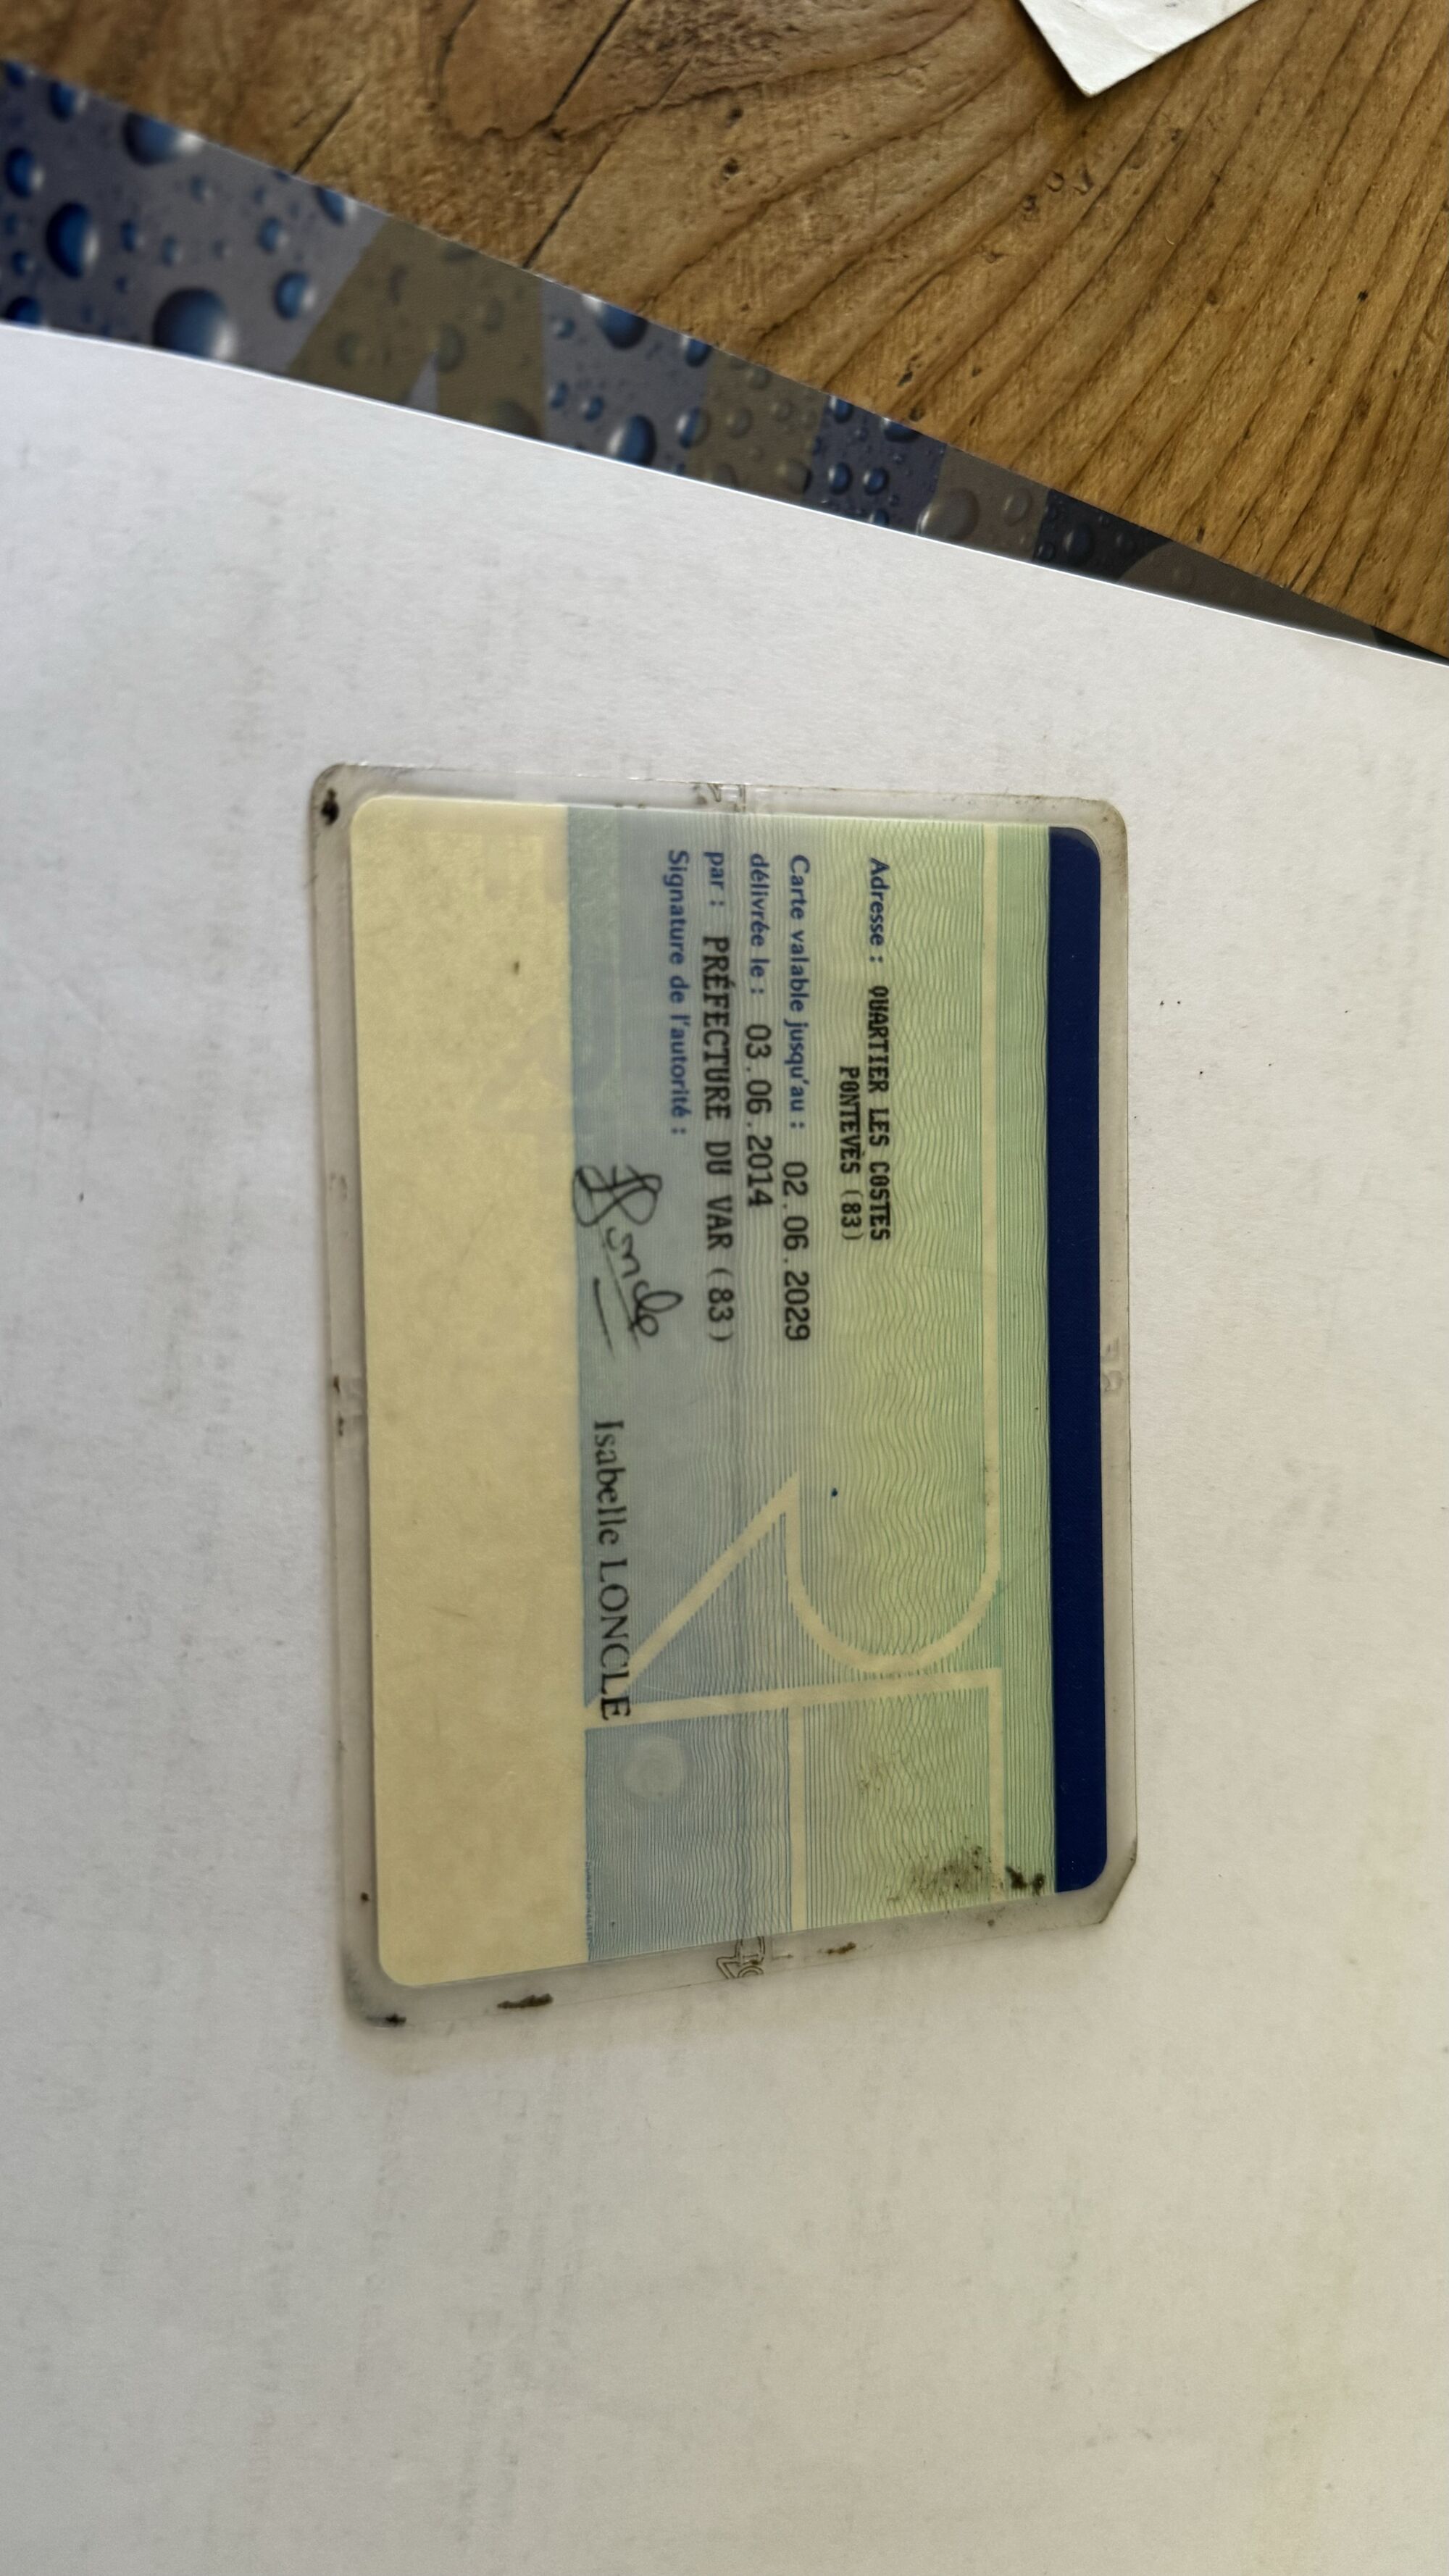 Adresse : QUARTIER LES COSTES
PONTEVÈS (83)
Carte valable jusqu'au : 02.06.2029
délivrée le : 03.06.2014
par : PRÉFECTURE DU VAR (83)
Signature de l'autorité :
Isabelle LONCLE